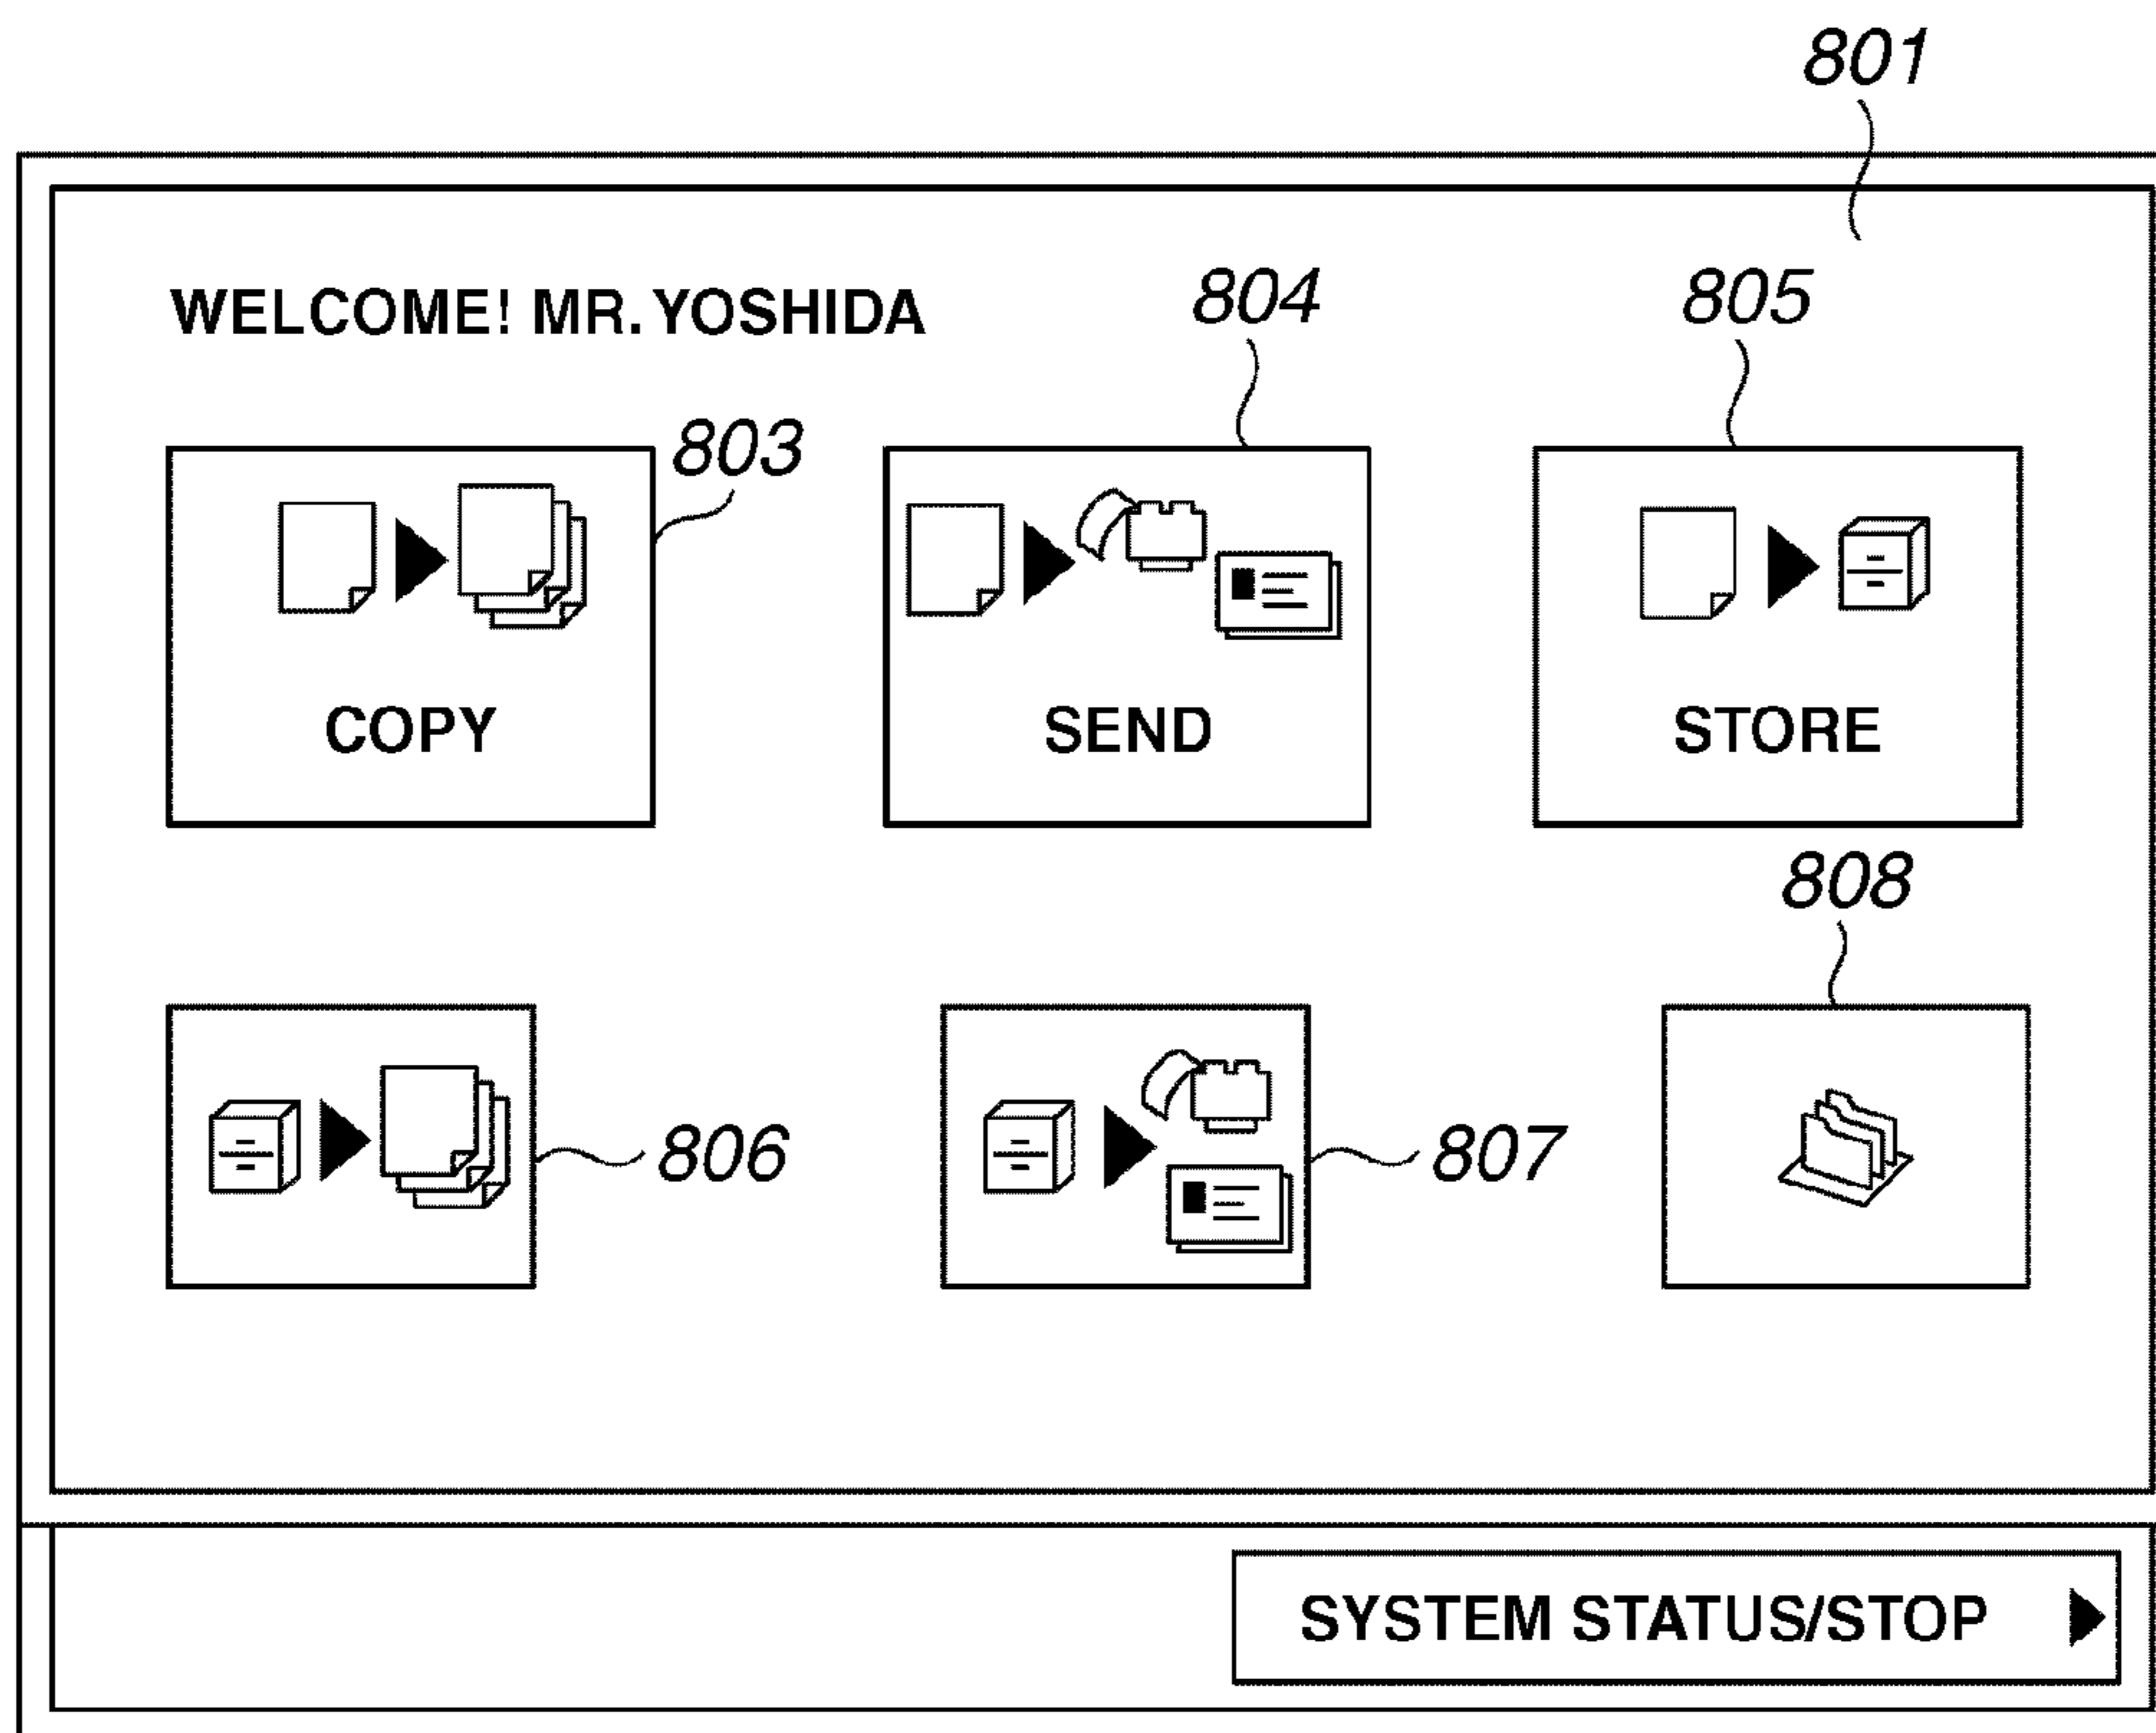 801
WELCOME! MR. YOSHIDA
804
805
803
COPY
SEND
STORE
808
806
807
SYSTEM STATUS/STOP